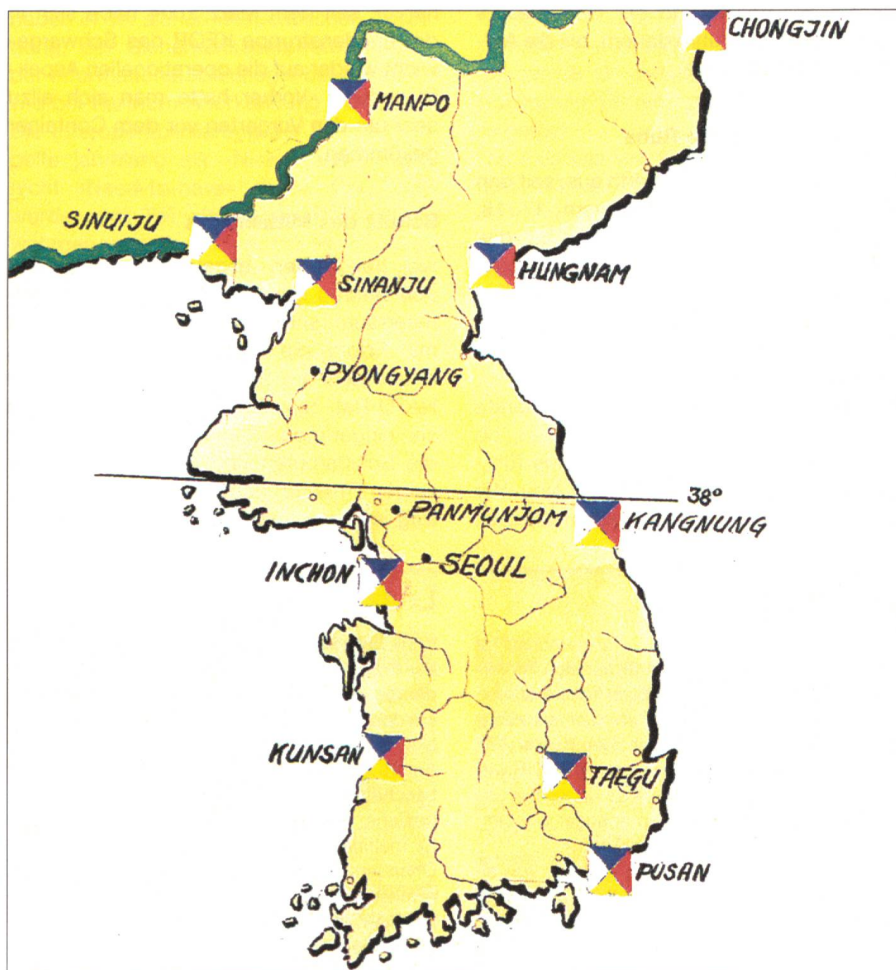 CHONGJIN
MANPO
SINUIJU
SINANJU
HUNGNAM
PYONGYANG
38°
PANMUNJOM
KANGNUNG
INCHON
SEOUL
KUNSAN
TAEGU
PUSAN